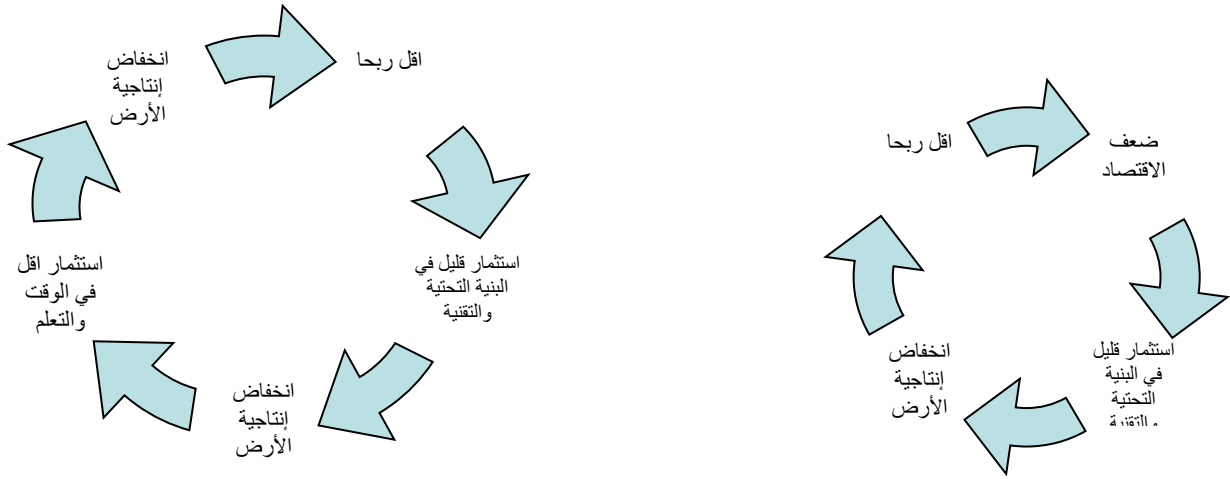 انخفاض
إنتاجية
الأرض
اقل ربحا
استثمار قليل في
البنية التحتية
والتقنية
انخفاض
إنتاجية
الأرض
استثمار اقل
في الوقت
والتعلم
اقل ربحا
ضعف
الاقتصاد
استثمار قليل
في البنية
التحتية
والتقنية
انخفاض
إنتاجية
الأرض